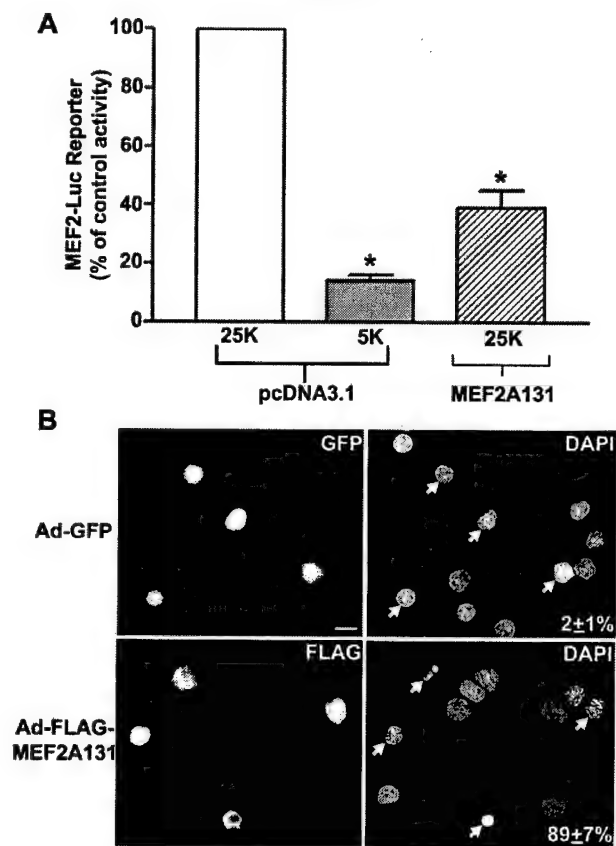 A
MEF2-Luc Reporter
(% of control activity)
100
80
60
40
20
0
*
*
25K
5K
25K
pcDNA3.1
MEF2A131
B
GFP
DAPI
Ad-GFP
2±1%
FLAG
DAPI
Ad-FLAG-
MEF2A131
89±7%